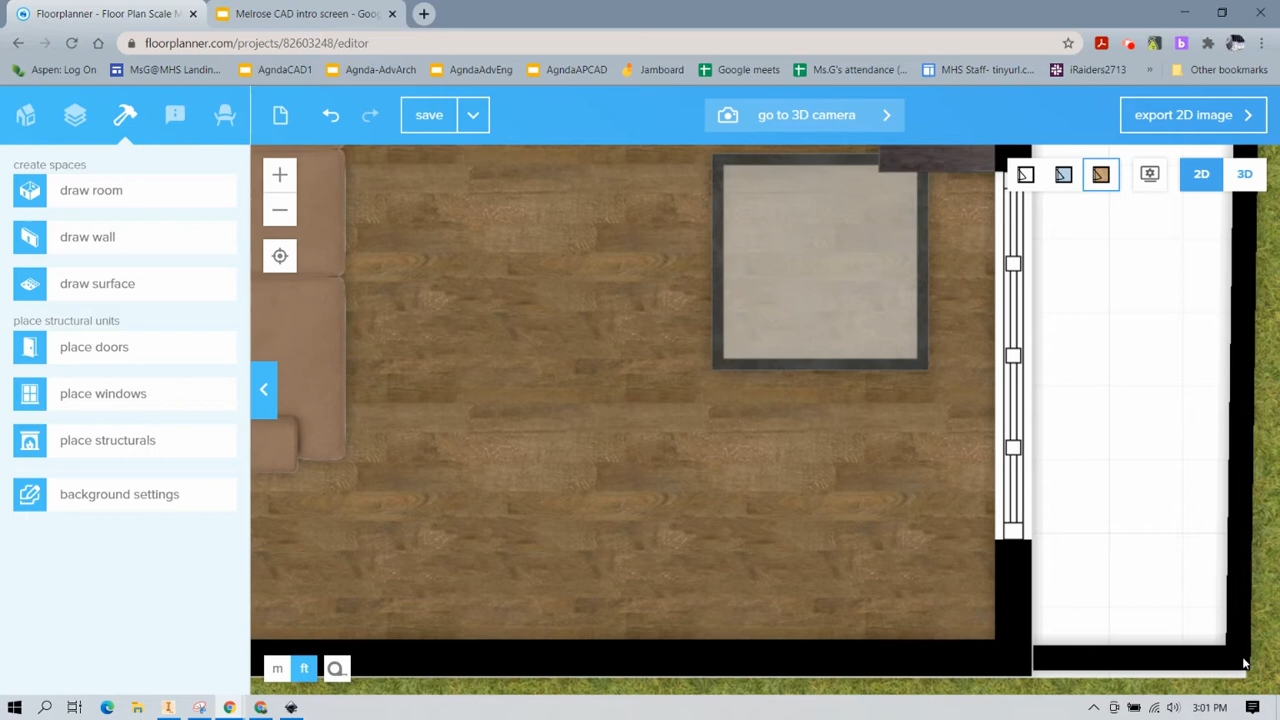 Floorplanner - Floor Plan Scale M
Melrose CAD intro screen - Goog
floorplanner.com/projects/82603248/editor
Aspen: Log On
MsG@MHS Landin...
AgndaCAD1
Agnda-AdvArch
AgndaAdvEng
AgndaAPCAD
Jamboard
Google meets
Ms.G's attendance (...
MHS Staff- tinyurl.c...
iRaiders2713
»
Other bookmarks
save
go to 3D camera
export 2D image
create spaces
draw room
draw wall
draw surface
place structural units
place doors
place windows
place structurals
background settings
2D
3D
m
ft
3:01 PM